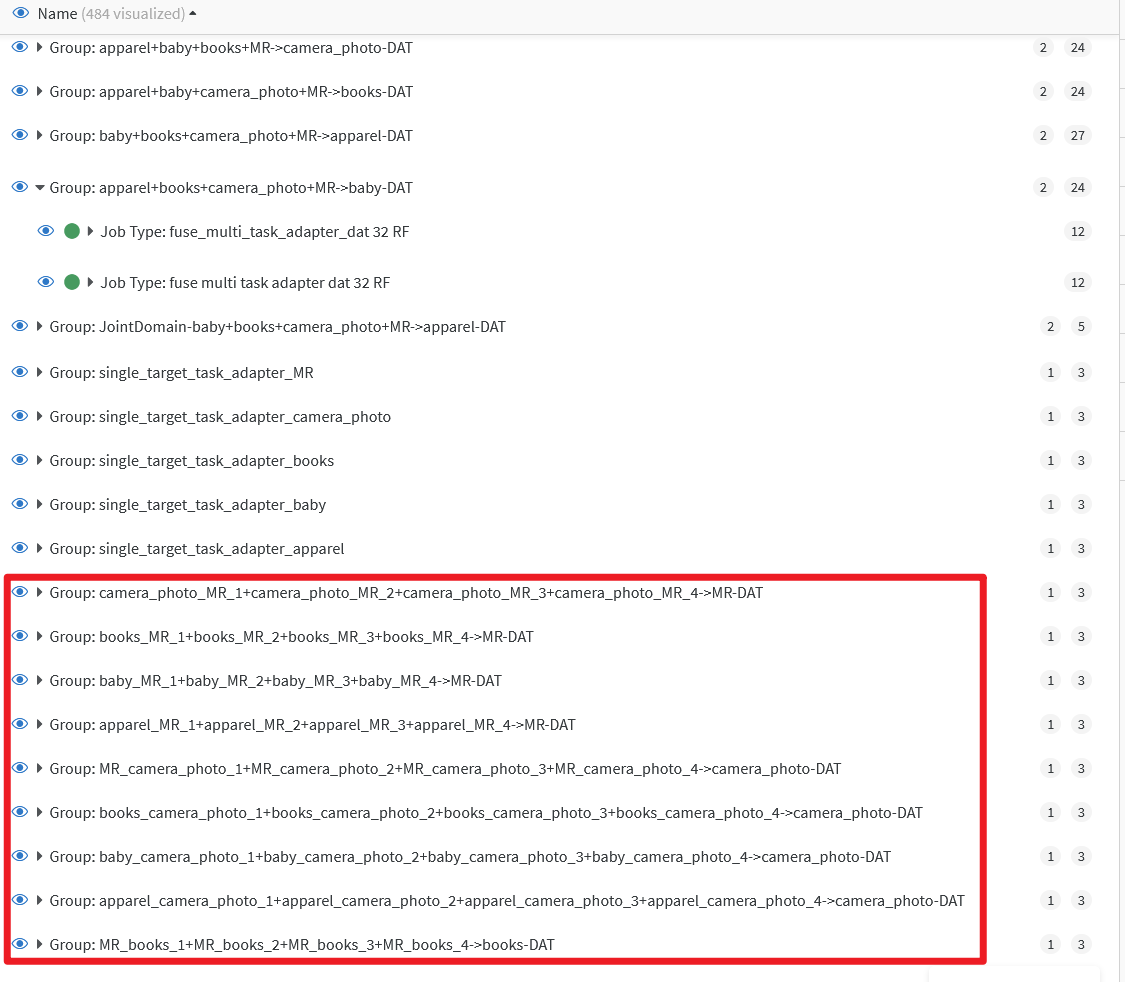 Name (484 visualized)
Group: apparel+baby+books+MR->camera_photo-DAT 2 24
Group: apparel+baby+camera_photo+MR->books-DAT 2 24
Group: baby+books+camera_photo+MR->apparel-DAT 2 27
Group: apparel+books+camera_photo+MR->baby-DAT 2 24
Job Type: fuse_multi_task_adapter_dat 32 RF 12
Job Type: fuse multi task adapter dat 32 RF 12
Group: JointDomain-baby+books+camera_photo+MR->apparel-DAT 2 5
Group: single_target_task_adapter_MR 1 3
Group: single_target_task_adapter_camera_photo 1 3
Group: single_target_task_adapter_books 1 3
Group: single_target_task_adapter_baby 1 3
Group: single_target_task_adapter_apparel 1 3
Group: camera_photo_MR_1+camera_photo_MR_2+camera_photo_MR_3+camera_photo_MR_4->MR-DAT 1 3
Group: books_MR_1+books_MR_2+books_MR_3+books_MR_4->MR-DAT 1 3
Group: baby_MR_1+baby_MR_2+baby_MR_3+baby_MR_4->MR-DAT 1 3
Group: apparel_MR_1+apparel_MR_2+apparel_MR_3+apparel_MR_4->MR-DAT 1 3
Group: MR_camera_photo_1+MR_camera_photo_2+MR_camera_photo_3+MR_camera_photo_4->camera_photo-DAT 1 3
Group: books_camera_photo_1+books_camera_photo_2+books_camera_photo_3+books_camera_photo_4->camera_photo-DAT 1 3
Group: baby_camera_photo_1+baby_camera_photo_2+baby_camera_photo_3+baby_camera_photo_4->camera_photo-DAT 1 3
Group: apparel_camera_photo_1+apparel_camera_photo_2+apparel_camera_photo_3+apparel_camera_photo_4->camera_photo-DAT 1 3
Group: MR_books_1+MR_books_2+MR_books_3+MR_books_4->books-DAT 1 3